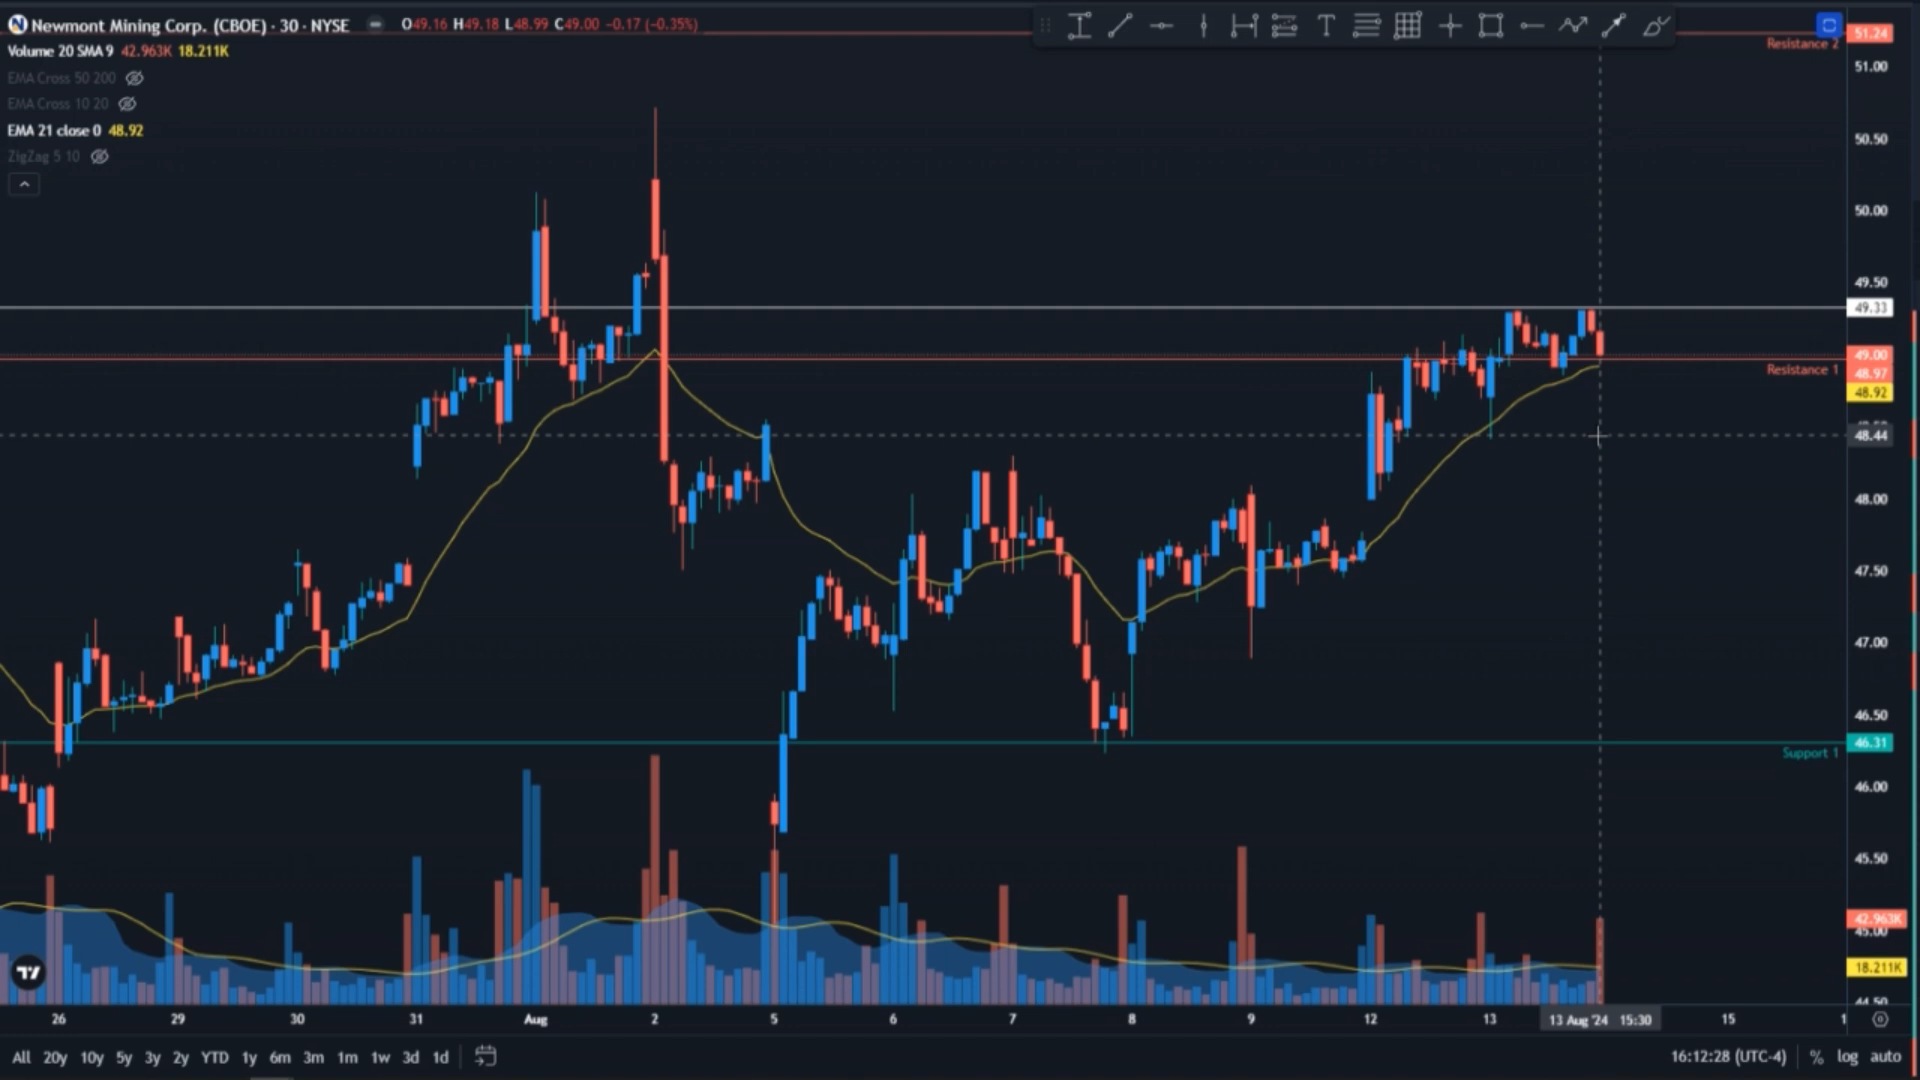 Newmont Mining Corp. (CBOE) · 30 · NYSE O49.16 H49.18 L48.99 C49.00 −0.17 (−0.35%)
Volume 20 SMA 9 42.963K 18.211K
EMA Cross 50 200
EMA Cross 10 20
EMA 21 close 0 48.92
ZigZag 5 10
T
51.24
Resistance 2
51.00
50.50
50.00
49.50
49.33
49.00
Resistance 1
48.97
48.92
48.44
48.00
47.50
47.00
46.50
46.31
Support 1
46.00
45.50
42.963K
45.00
18.211K
44.50
26 29 30 31 Aug 2 5 6 7 8 9 12 13 13 Aug '24 15:30 15 1
All 20y 10y 5y 3y 2y YTD 1y 6m 3m 1m 1w 3d 1d 16:12:28 (UTC-4) % log auto